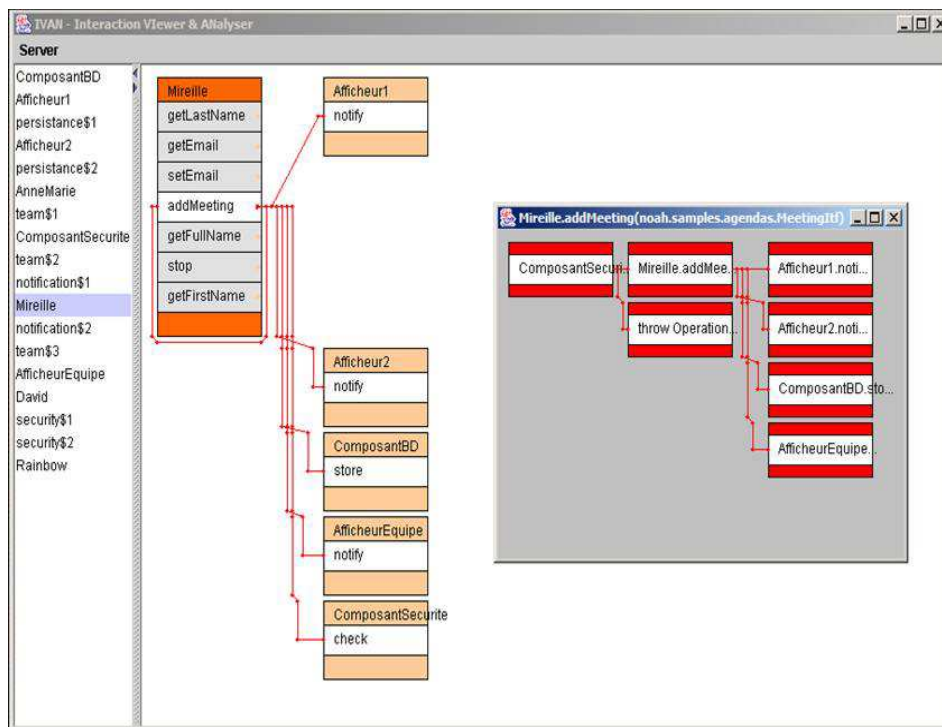 IVAN - Interaction VIewer & ANalyser
Server
ComposantBD
Afficheur1
persistance$1
Afficheur2
persistance$2
AnneMarie
team$1
ComposantSecurite
team$2
notification$1
Mireille
notification$2
team$3
AfficheurEquipe
David
security$1
security$2
Rainbow
Mireille
getLastName
getEmail
setEmail
addMeeting
getFullName
stop
getFirstName
Afficheur1
notify
Afficheur2
notify
ComposantBD
store
AfficheurEquipe
notify
ComposantSecurite
check
Mireille.addMeeting(noah.samples.agendas.MeetingItf)
ComposantSecuri...
Mireille.addMee...
Afficheur1.noti...
throw Operation...
Afficheur2.noti...
ComposantBD.sto...
AfficheurEquipe...